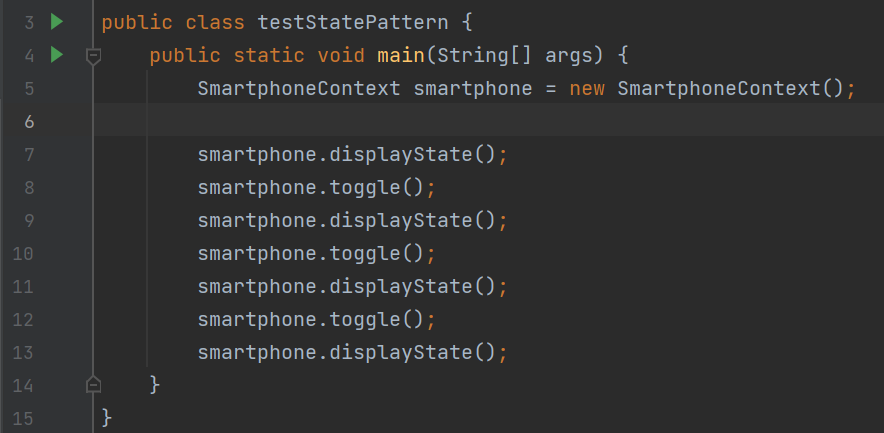 3 public class testStatePattern {
4 public static void main(String[] args) {
5 SmartphoneContext smartphone = new SmartphoneContext();
6
7 smartphone.displayState();
8 smartphone.toggle();
9 smartphone.displayState();
10 smartphone.toggle();
11 smartphone.displayState();
12 smartphone.toggle();
13 smartphone.displayState();
14 }
15 }